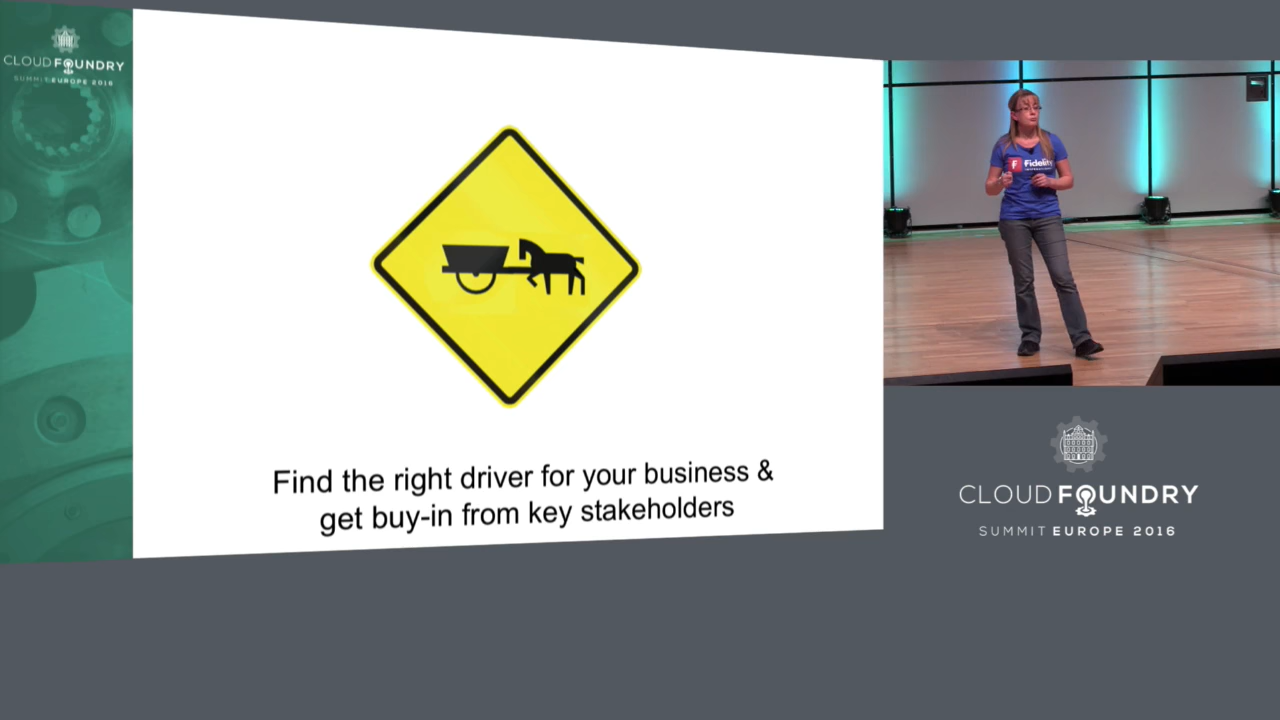 CLOUD FOUNDRY
SUMMIT EUROPE 2016
Find the right driver for your business &
get buy-in from key stakeholders
Fidelity
INTERNATIONAL
CLOUD FOUNDRY
SUMMIT EUROPE 2016